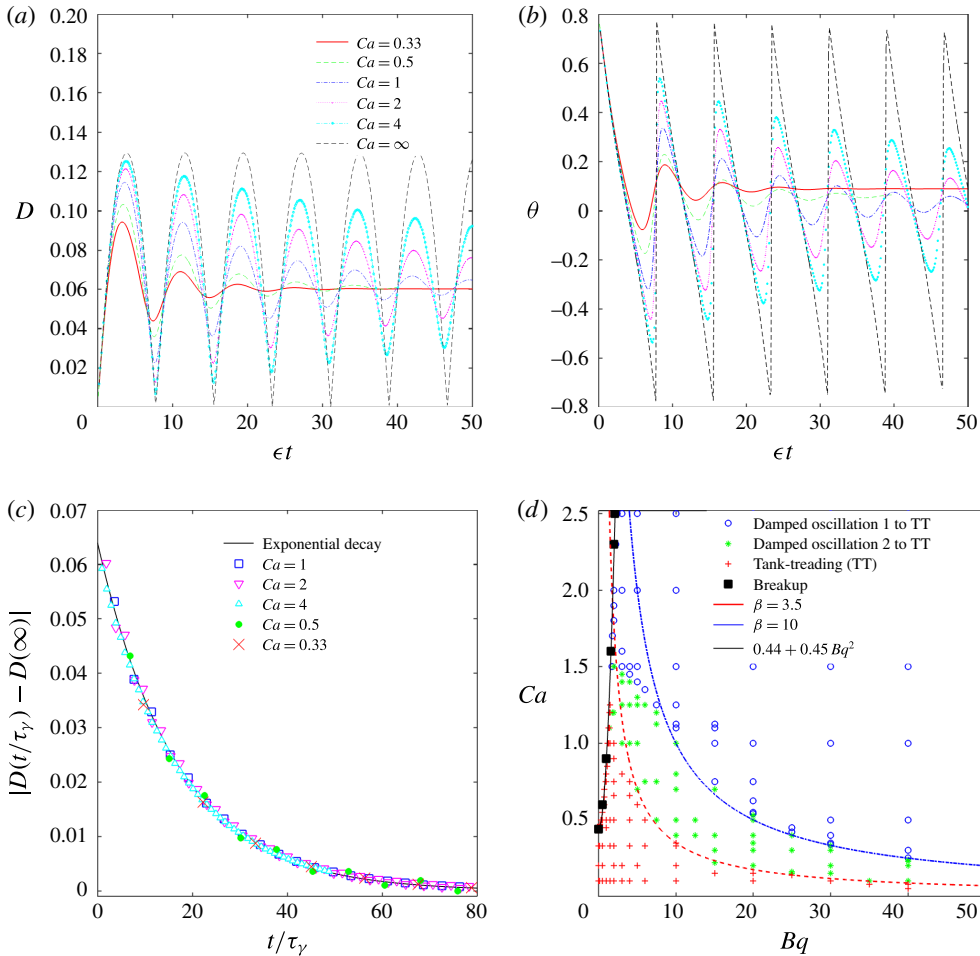 (a)
0.20
0.18
0.16
0.14
0.12
0.10
0.08
0.06
0.04
0.02
0
D
Ca = 0.33
Ca = 0.5
Ca = 1
Ca = 2
Ca = 4
Ca = ∞
10 20 30 40 50
ϵt
(b)
0.8
0.6
0.4
0.2
0
–0.2
–0.4
–0.6
–0.8
θ
0 10 20 30 40 50
ϵt
(c)
0.07
0.06
0.05
0.04
0.03
0.02
0.01
0
|D(t/τγ) – D(∞)|
Exponential decay
Ca = 1
Ca = 2
Ca = 4
Ca = 0.5
Ca = 0.33
0 20 40 60 80
t/τγ
(d)
2.5
2.0
1.5
1.0
0.5
Ca
Damped oscillation 1 to TT
Damped oscillation 2 to TT
Tank-treading (TT)
Breakup
β = 3.5
β = 10
0.44 + 0.45 Bq²
0 10 20 30 40 50
Bq